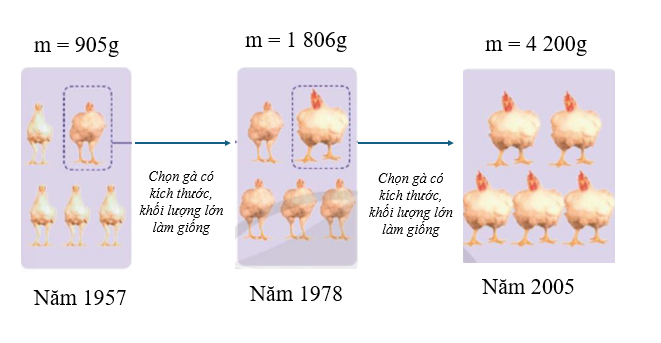 m = 905g
m = 1 806g
m = 4 200g
Chọn gà có
kích thước,
khối lượng lớn
làm giống
Chọn gà có
kích thước,
khối lượng lớn
làm giống
Năm 1957
Năm 1978
Năm 2005